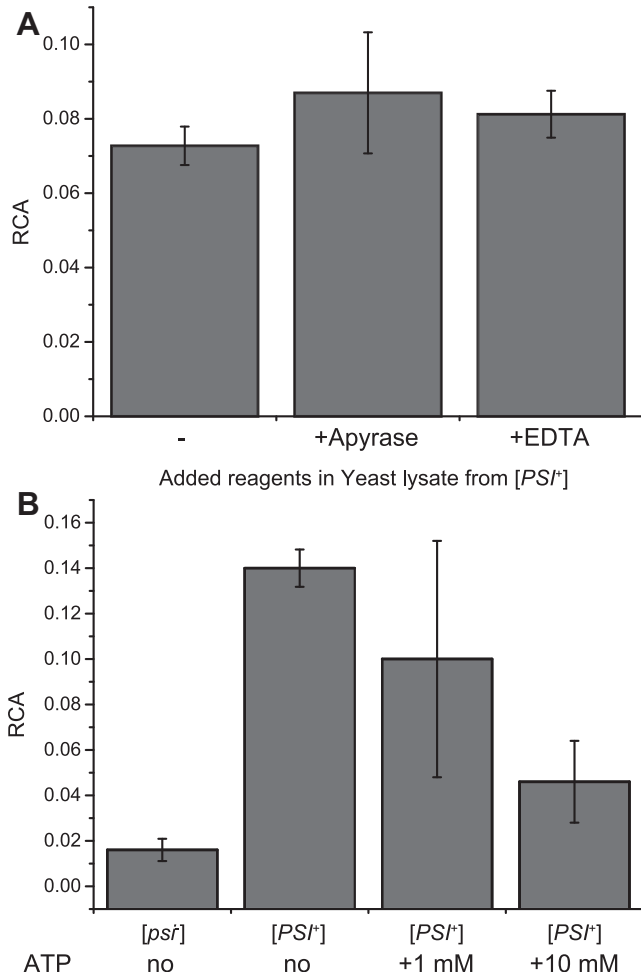 A
0.10
0.08
0.06
0.04
0.02
0.00
RCA
- +Apyrase +EDTA
Added reagents in Yeast lysate from [PSI⁺]
B
0.16
0.14
0.12
0.10
0.08
0.06
0.04
0.02
0.00
RCA
[psi⁻] [PSI⁺] [PSI⁺] [PSI⁺]
ATP no no +1 mM +10 mM